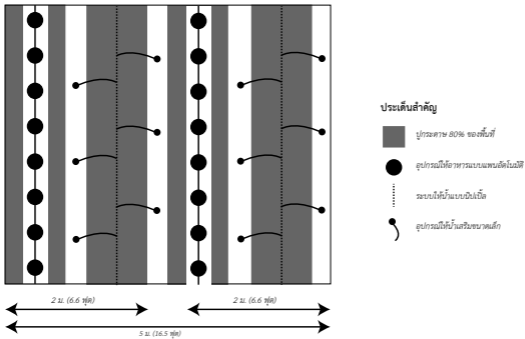 ประเด็นสำคัญ
ปูกระดาษ 80% ของพื้นที่
อุปกรณ์ให้อาหารแบบแพนอัตโนมัติ
ระบบให้น้ำแบบนิปเปิ้ล
อุปกรณ์ให้น้ำเสริมขนาดเล็ก
2 ม. (6.6 ฟุต)
2 ม. (6.6 ฟุต)
5 ม. (16.5 ฟุต)